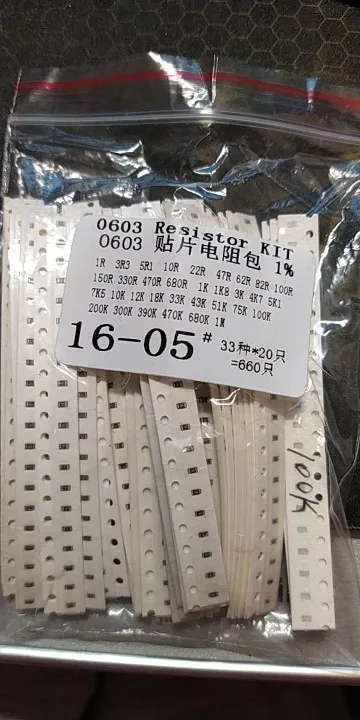 0603 Resistor KIT
0603 贴片电阻包 1%
1R 3R3 5R1 10R 22R 47R 62R 82R 100R
150R 330R 470R 680R 1K 1K8 3K 4K7 5K1
7K5 10K 12K 18K 33K 43K 51K 75K 100K
200K 300K 390K 470K 680K 1M
16-05# 33种*20只
=660只
100K